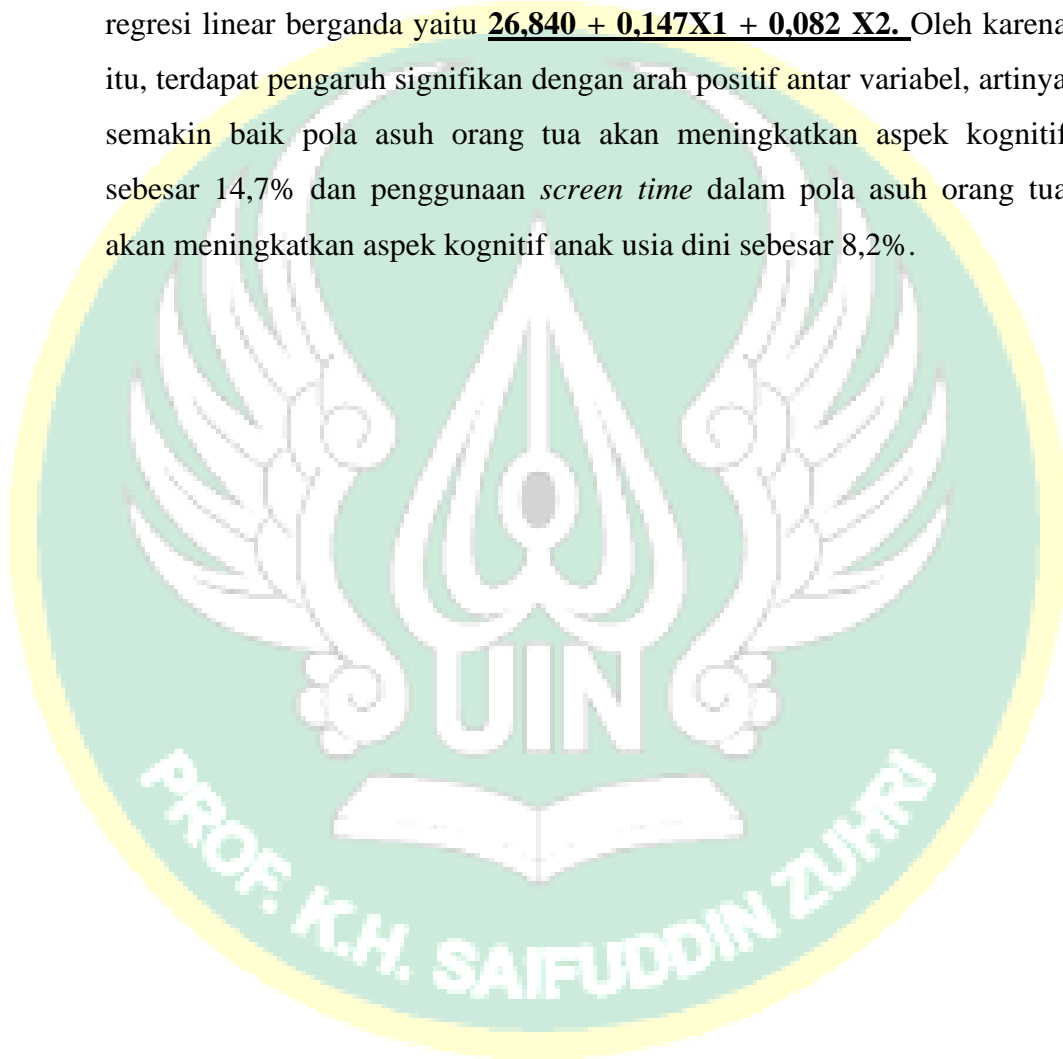 regresi linear berganda yaitu 26,840 + 0,147X1 + 0,082 X2. Oleh karena
itu, terdapat pengaruh signifikan dengan arah positif antar variabel, artinya
semakin baik pola asuh orang tua akan meningkatkan aspek kognitif
sebesar 14,7% dan penggunaan screen time dalam pola asuh orang tua
akan meningkatkan aspek kognitif anak usia dini sebesar 8,2%.
UIN
PROF. K.H. SAIFUDDIN ZUHRI